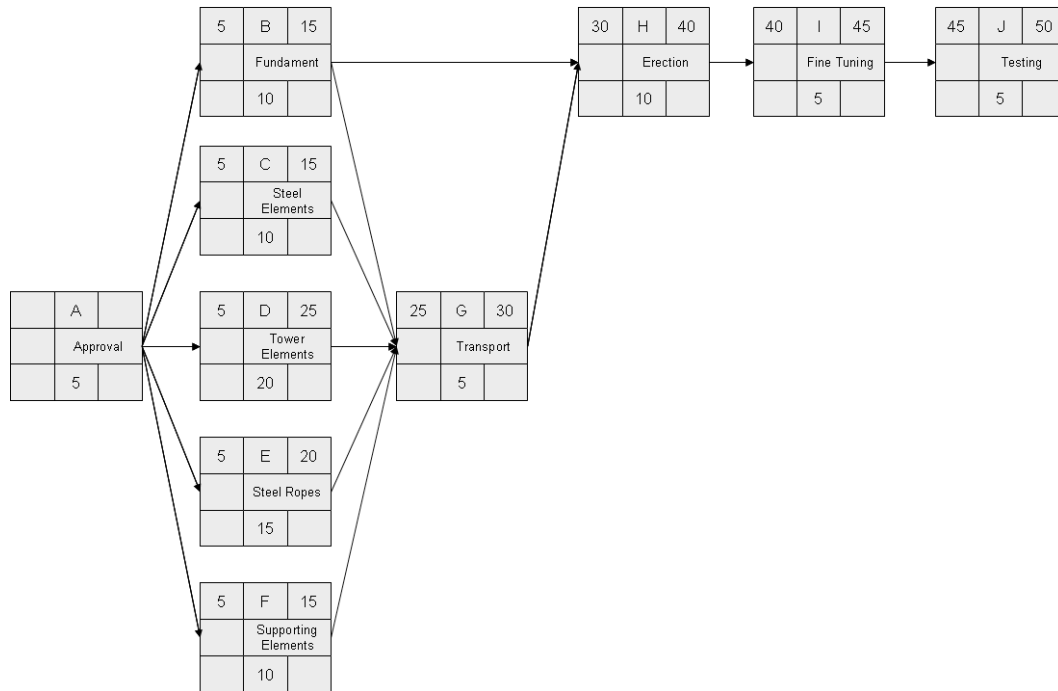 5 B 15
Fundament
10
30 H 40
Erection
10
40 I 45
Fine Tuning
5
45 J 50
Testing
5
5 C 15
Steel
Elements
10
A
Approval
5
5 D 25
Tower
Elements
20
25 G 30
Transport
5
5 E 20
Steel Ropes
15
5 F 15
Supporting
Elements
10